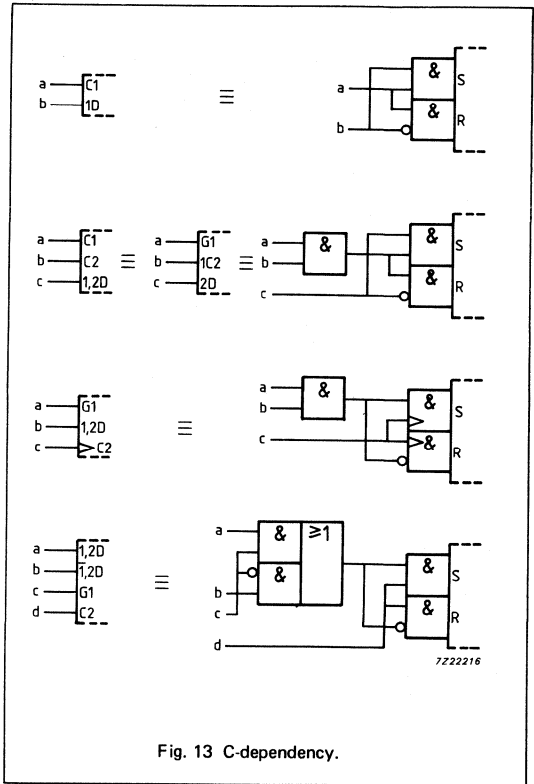 a C1
b 1D
≡
a
b
& S
& R
a C1
b C2
c 1,2D
≡
a G1
b 1C2
c 2D
≡
a
b
c
&
& S
& R
a G1
b 1,2D
c C2
≡
a
b
c
&
& S
& R
a 1,2D
b 1̅,2D
c G1
d C2
≡
a
b
c
d
& ≥1
&
& S
& R
7Z22216
Fig. 13 C-dependency.